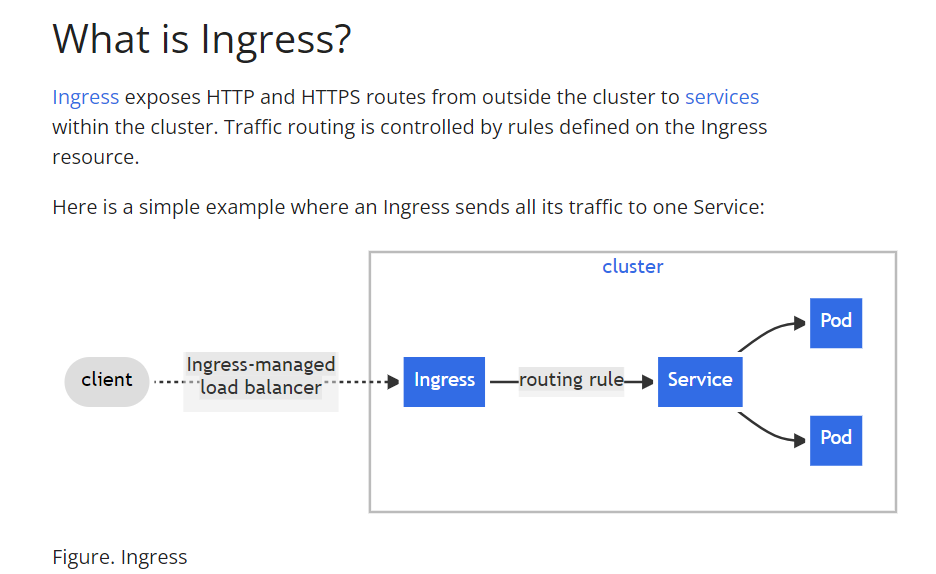 What is Ingress?
Ingress exposes HTTP and HTTPS routes from outside the cluster to services
within the cluster. Traffic routing is controlled by rules defined on the Ingress
resource.
Here is a simple example where an Ingress sends all its traffic to one Service:
cluster
client
Ingress-managed
load balancer
Ingress
routing rule
Service
Pod
Pod
Figure. Ingress